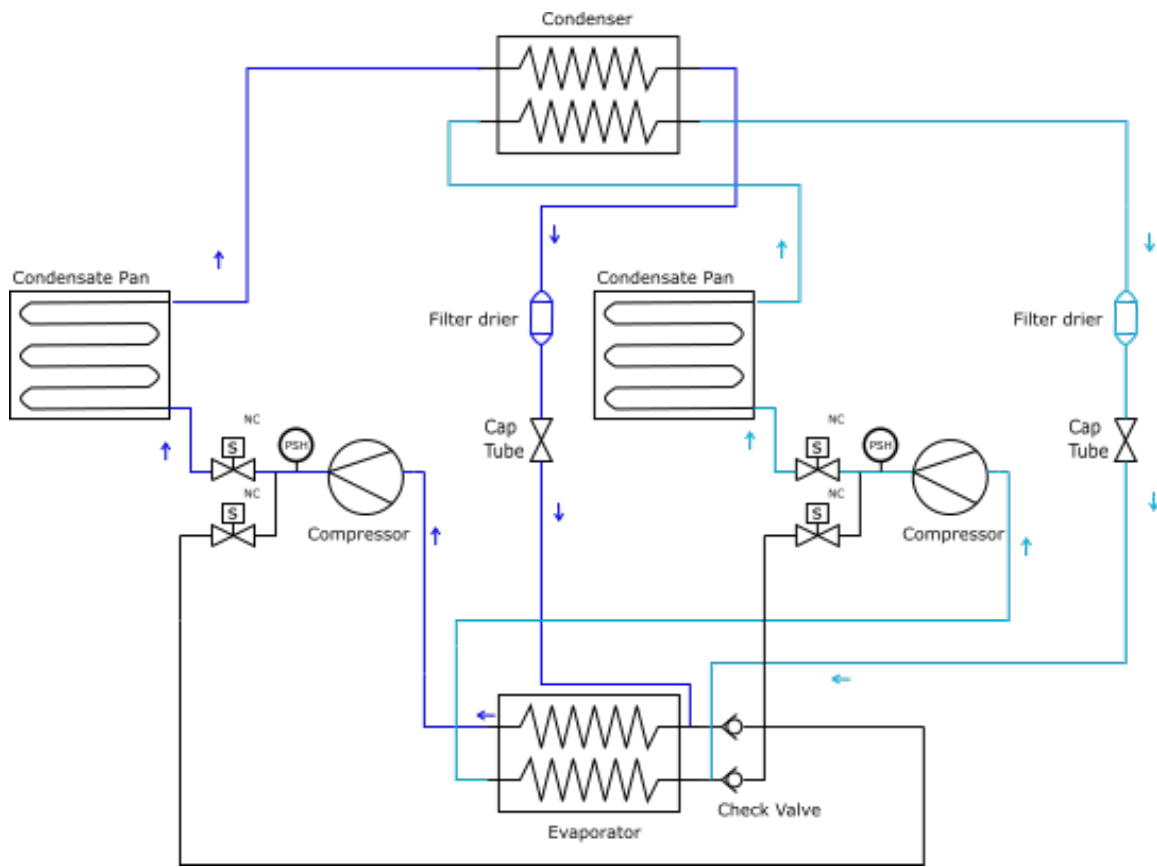 Condenser
Condensate Pan
Condensate Pan
Filter drier
Filter drier
NC
S
PSH
Cap
Tube
NC
S
PSH
Cap
Tube
NC
S
Compressor
NC
S
Compressor
Check Valve
Evaporator